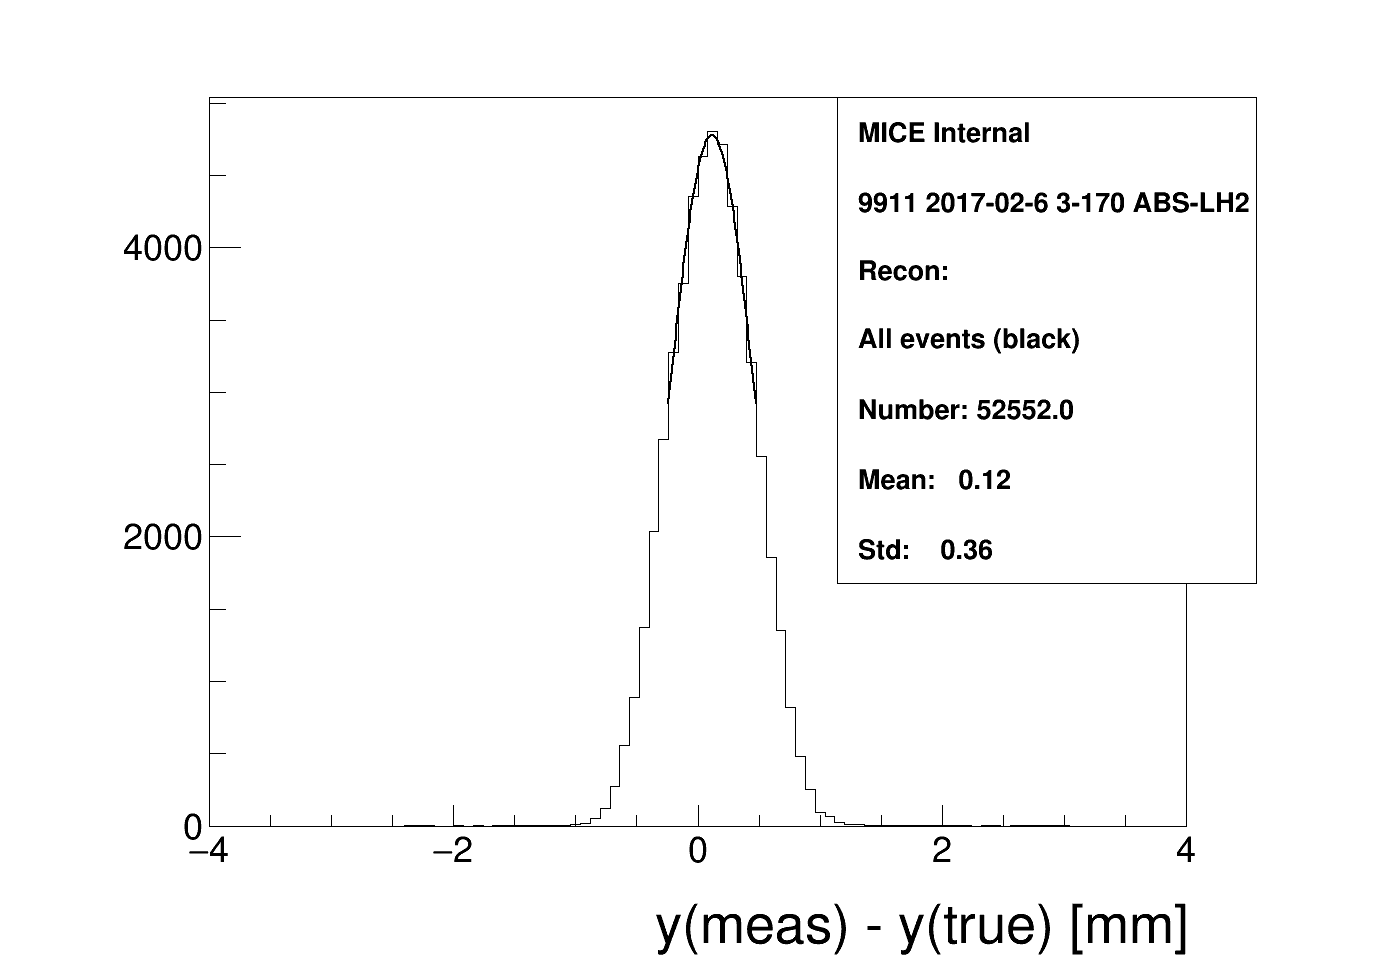 MICE Internal
9911 2017-02-6 3-170 ABS-LH2
Recon:
All events (black)
Number: 52552.0
Mean: 0.12
Std: 0.36
4000
2000
0
−4 −2 0 2 4
y(meas) - y(true) [mm]